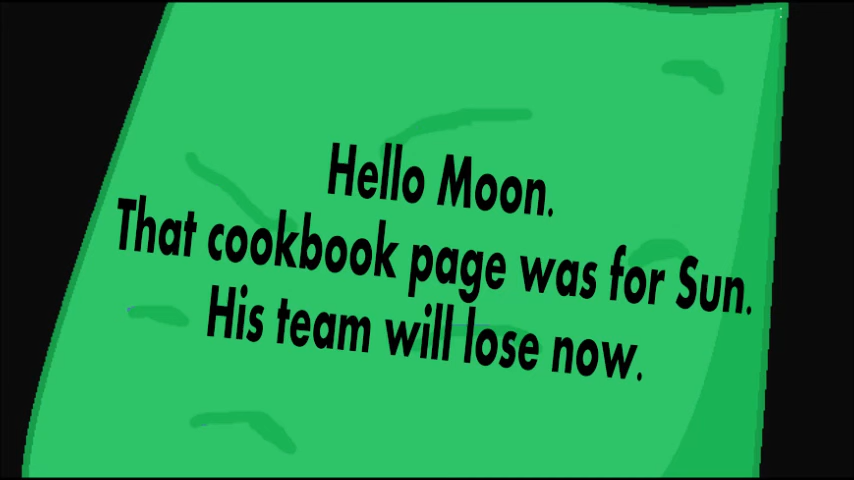 Hello Moon.
That cookbook page was for Sun.
His team will lose now.